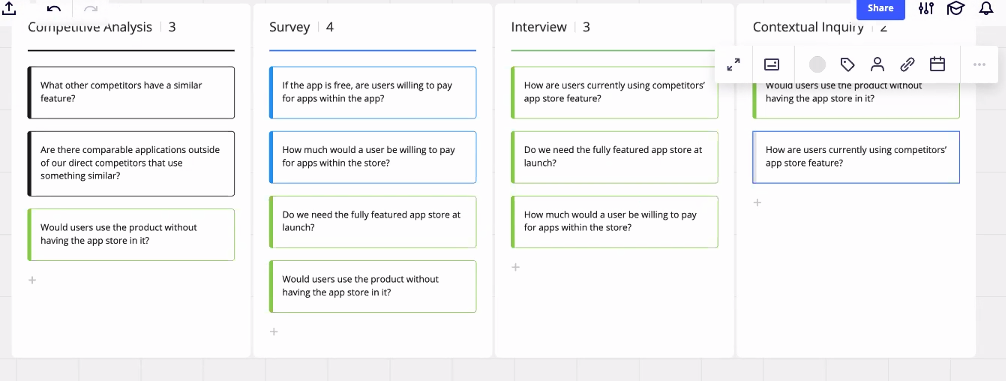 Share
Competitive Analysis | 3
What other competitors have a similar
feature?
Are there comparable applications outside
of our direct competitors that use
something similar?
Would users use the product without
having the app store in it?
+
Survey | 4
If the app is free, are users willing to pay
for apps within the app?
How much would a user be willing to pay
for apps within the store?
Do we need the fully featured app store at
launch?
Would users use the product without
having the app store in it?
+
Interview | 3
How are users currently using competitors'
app store feature?
Do we need the fully featured app store at
launch?
How much would a user be willing to pay
for apps within the store?
+
Contextual Inquiry | 2
Would users use the product without
having the app store in it?
How are users currently using competitors'
app store feature?
+